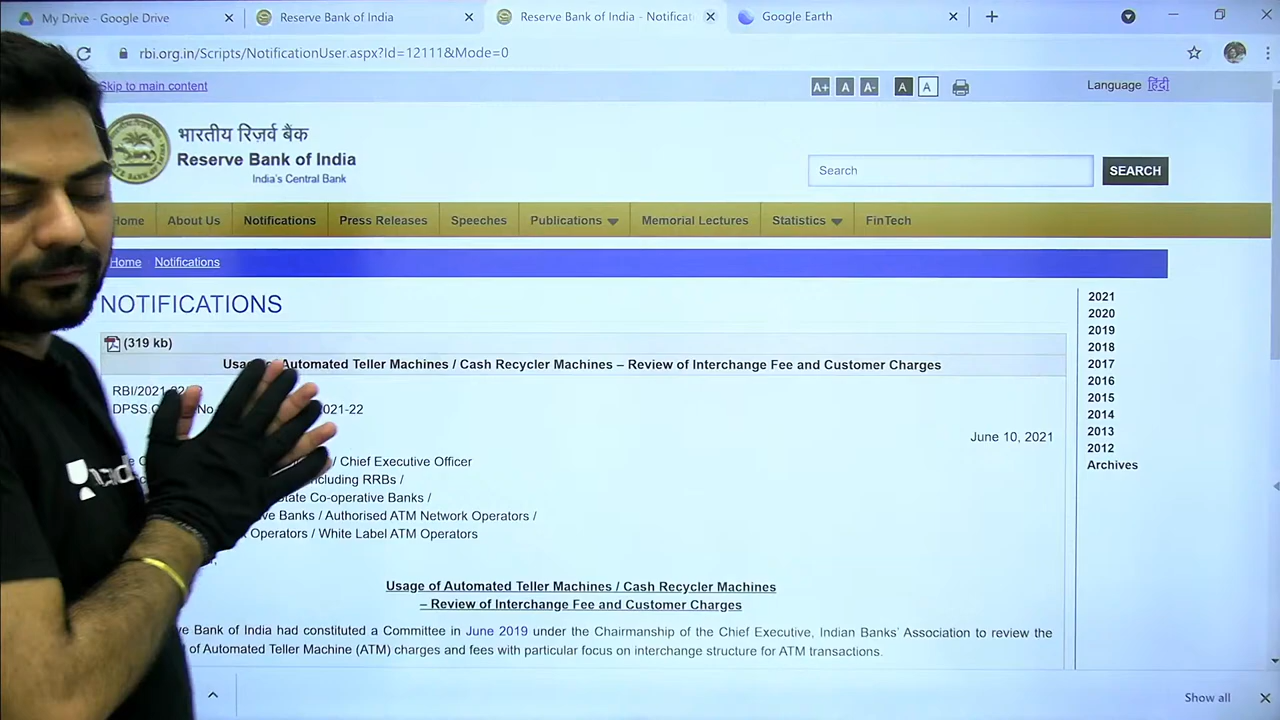 My Drive - Google Drive
Reserve Bank of India
Reserve Bank of India - Notificat
Google Earth
rbi.org.in/Scripts/NotificationUser.aspx?Id=12111&Mode=0
Skip to main content
A+ A A- A A
Language हिंदी
भारतीय रिज़र्व बैंक
Reserve Bank of India
India's Central Bank
Search
SEARCH
Home About Us Notifications Press Releases Speeches Publications Memorial Lectures Statistics FinTech
Home Notifications
NOTIFICATIONS
(319 kb)
Usage Automated Teller Machines / Cash Recycler Machines – Review of Interchange Fee and Customer Charges
RBI/2021-22
DPSS. No 021-22
June 10, 2021
/ Chief Executive Officer
including RRBs /
State Co-operative Banks /
ve Banks / Authorised ATM Network Operators /
Operators / White Label ATM Operators
Usage of Automated Teller Machines / Cash Recycler Machines
– Review of Interchange Fee and Customer Charges
ve Bank of India had constituted a Committee in June 2019 under the Chairmanship of the Chief Executive, Indian Banks' Association to review the
of Automated Teller Machine (ATM) charges and fees with particular focus on interchange structure for ATM transactions.
2021
2020
2019
2018
2017
2016
2015
2014
2013
2012
Archives
Show all